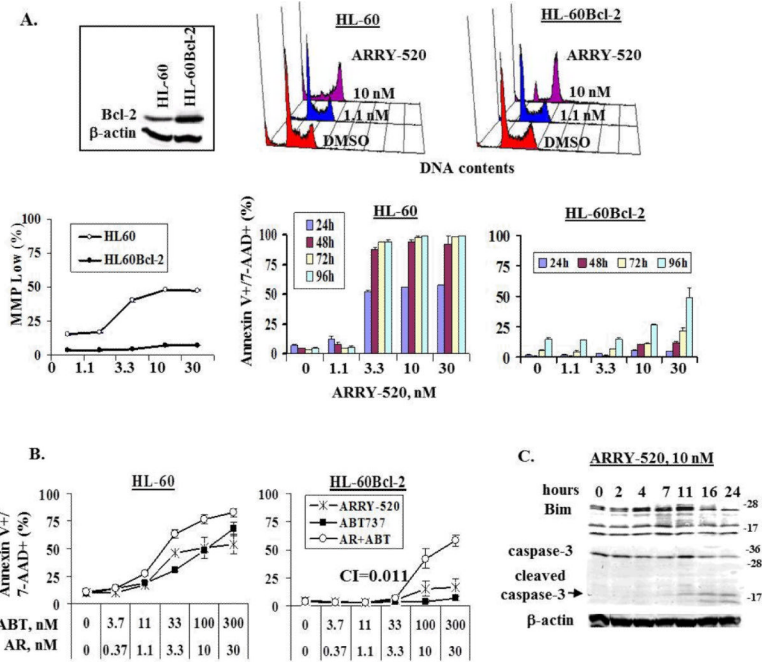 A.
HL-60
HL-60Bcl-2
Bcl-2
β-actin
HL-60
ARRY-520
10 nM
1.1 nM
DMSO
HL-60Bcl-2
ARRY-520
10 nM
1.1 nM
DMSO
DNA contents
MMP Low (%)
100
75
50
25
0
HL60
HL60Bcl-2
0 1.1 3.3 10 30
Annexin V+/7-AAD+ (%)
HL-60
100
75
50
25
0
24h
48h
72h
96h
0 1.1 3.3 10 30
HL-60Bcl-2
100
75
50
25
0
24h 48h 72h 96h
0 1.1 3.3 10 30
ARRY-520, nM
B.
HL-60
Annexin V+/
7-AAD+ (%)
100
75
50
25
0
ABT, nM 0 3.7 11 33 100 300
AR, nM 0 0.37 1.1 3.3 10 30
HL-60Bcl-2
100
75
50
25
0
ARRY-520
ABT737
AR+ABT
CI=0.011
0 3.7 11 33 100 300
0 0.37 1.1 3.3 10 30
C.
ARRY-520, 10 nM
hours 0 2 4 7 11 16 24
Bim
-28
-17
caspase-3
-36
-28
cleaved
caspase-3
-17
β-actin